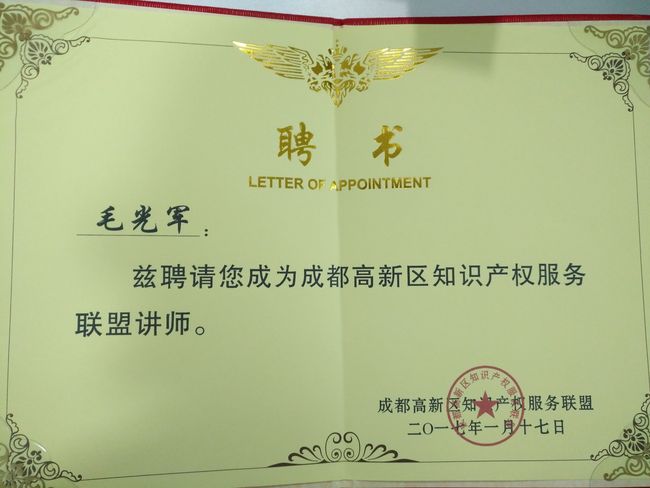 聘书
LETTER OF APPOINTMENT
毛光军：
兹聘请您成为成都高新区知识产权服务
联盟讲师。
成都高新区知识产权服务联盟
二〇一七年一月十七日